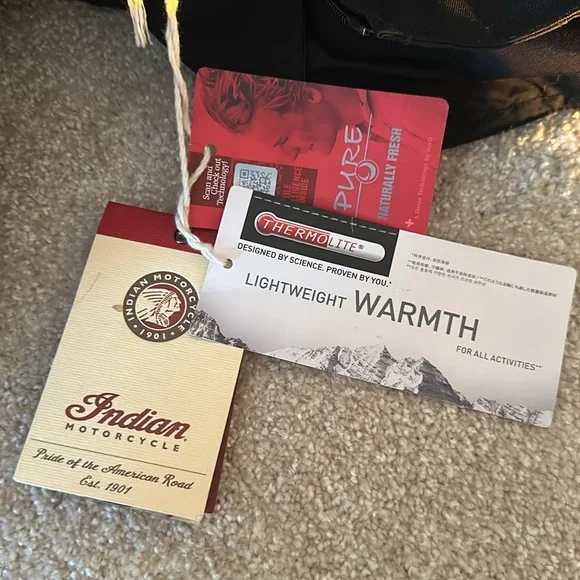 Scan and
Check out
Technology!
PURE
NATURALLY FRESH
THERMOLITE®
DESIGNED BY SCIENCE. PROVEN BY YOU.*
LIGHTWEIGHT WARMTH
FOR ALL ACTIVITIES**
INDIAN MOTORCYCLE
1901
Indian
MOTORCYCLE
Pride of the American Road
Est. 1901